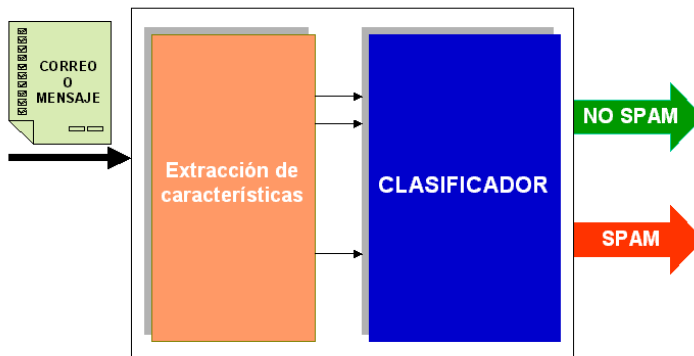 CORREO
O
MENSAJE
Extracción de
características
CLASIFICADOR
NO SPAM
SPAM